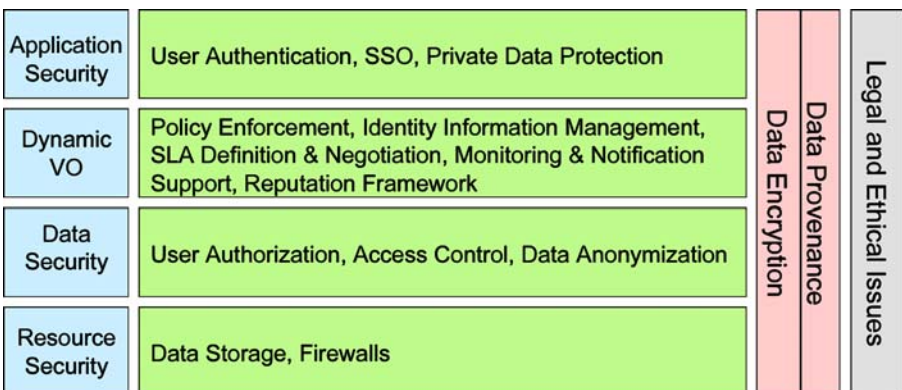 Application
Security
User Authentication, SSO, Private Data Protection
Dynamic
VO
Policy Enforcement, Identity Information Management,
SLA Definition & Negotiation, Monitoring & Notification
Support, Reputation Framework
Data
Security
User Authorization, Access Control, Data Anonymization
Resource
Security
Data Storage, Firewalls
Data Encryption
Data Provenance
Legal and Ethical Issues